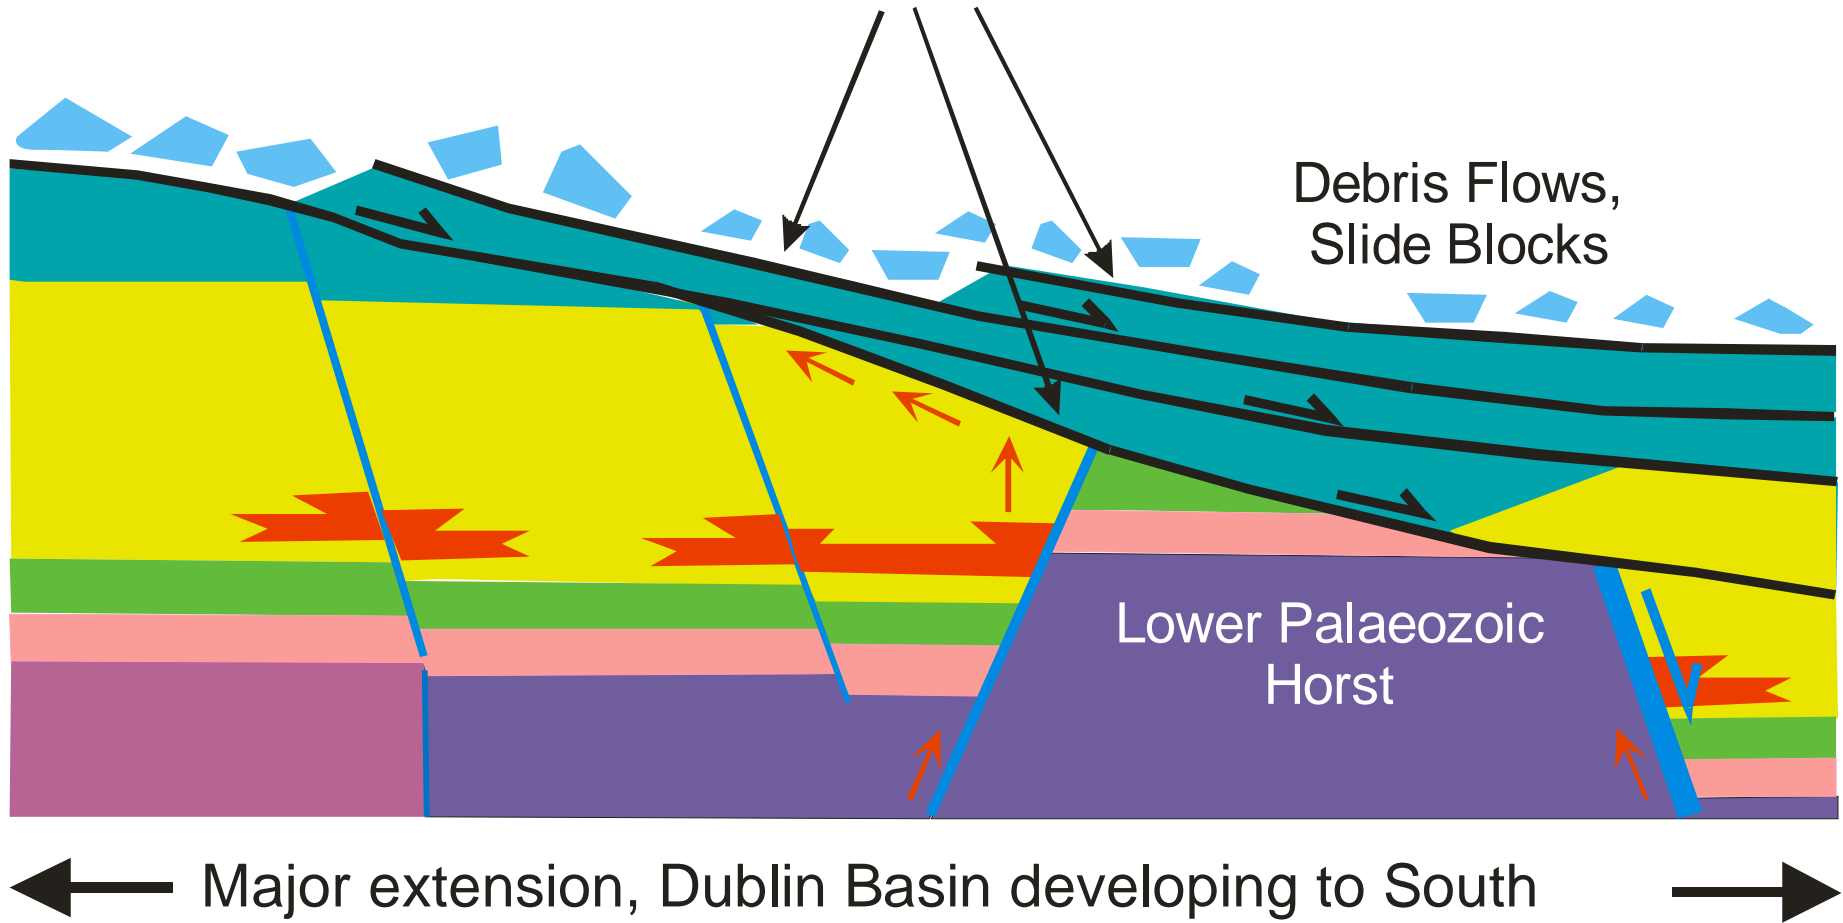 Debris Flows,
Slide Blocks
Lower Palaeozoic
Horst
Major extension, Dublin Basin developing to South